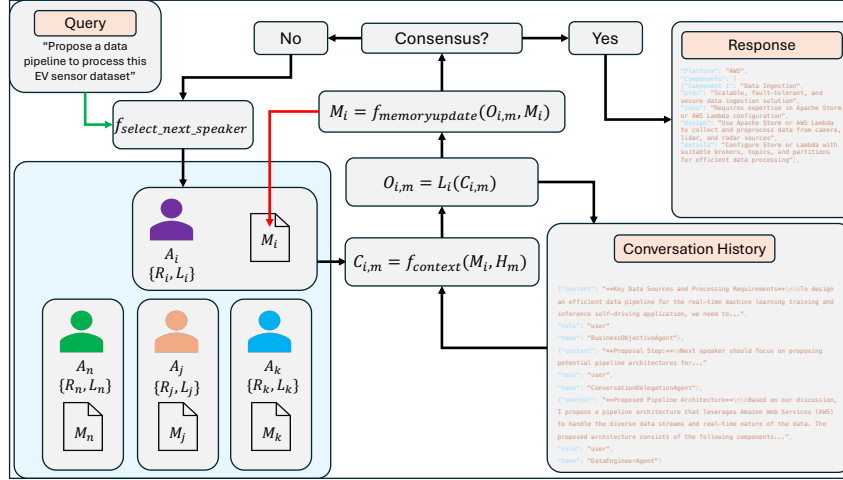 Query
“Propose a data
pipeline to process this
EV sensor dataset”
No
Consensus?
Yes
Response
"Platform": "AWS",
"Components": [
{"Component 1": "Data Ingestion",
"pros": "Scalable, fault-tolerant, and
secure data ingestion solution",
"cons": "Requires expertise in Apache Storm
or AWS Lambda configuration",
"design": "Use Apache Storm or AWS Lambda
to collect and preprocess data from camera,
lidar, and radar sources",
"details": "Configure Storm or Lambda with
suitable brokers, topics, and partitions
for efficient data processing"},
f_select_next_speaker
M_i = f_memoryupdate(O_i,m, M_i)
O_i,m = L_i(C_i,m)
C_i,m = f_context(M_i, H_m)
A_i
{R_i, L_i}
M_i
A_n
{R_n, L_n}
M_n
A_j
{R_j, L_j}
M_j
A_k
{R_k, L_k}
M_k
Conversation History
{"content": "**Key Data Sources and Processing Requirements**\n\nTo design
an efficient data pipeline for the real-time machine learning training and
inference self-driving application, we need to...",
"role": "user",
"name": "BusinessObjectiveAgent"},
{"content": "**Proposal Step:**\nNext speaker should focus on proposing
potential pipeline architectures for..."
"role": "user",
"name": "ConversationDelegationAgent"},
{"content": "**Proposed Pipeline Architecture**\n\nBased on our discussion,
I propose a pipeline architecture that leverages Amazon Web Services (AWS)
to handle the diverse data streams and real-time nature of the data. The
proposed architecture consists of the following components...",
"role": "user",
"name": "DataEngineerAgent"}